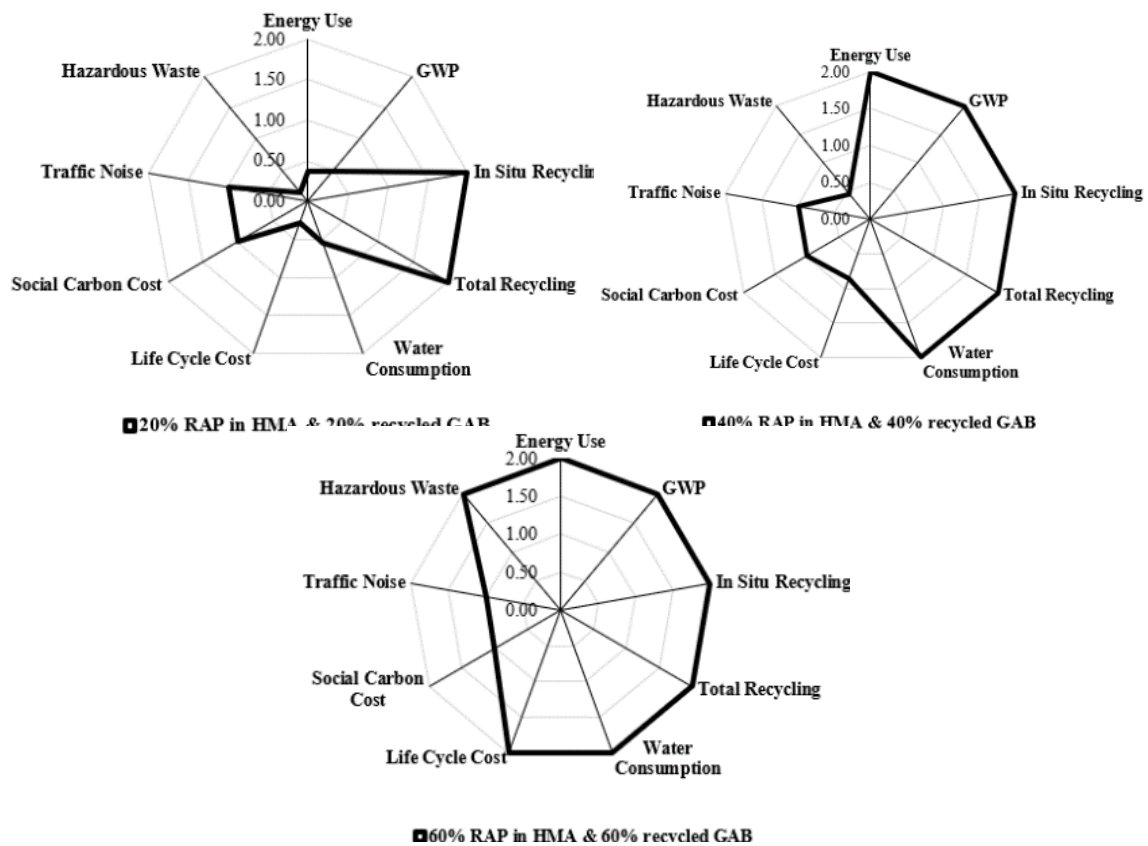 Energy Use
2.00
1.50
1.00
0.50
0.00
GWP
In Situ Recyclin
Total Recycling
Water
Consumption
Life Cycle Cost
Social Carbon Cost
Traffic Noise
Hazardous Waste
20% RAP in HMA & 20% recycled GAB
Energy Use
2.00
1.50
1.00
0.50
0.00
GWP
In Situ Recycling
Total Recycling
Water
Consumption
Life Cycle Cost
Social Carbon Cost
Traffic Noise
Hazardous Waste
40% RAP in HMA & 40% recycled GAB
Energy Use
2.00
1.50
1.00
0.50
0.00
GWP
In Situ Recycling
Total Recycling
Water
Consumption
Life Cycle Cost
Social Carbon
Cost
Traffic Noise
Hazardous Waste
60% RAP in HMA & 60% recycled GAB